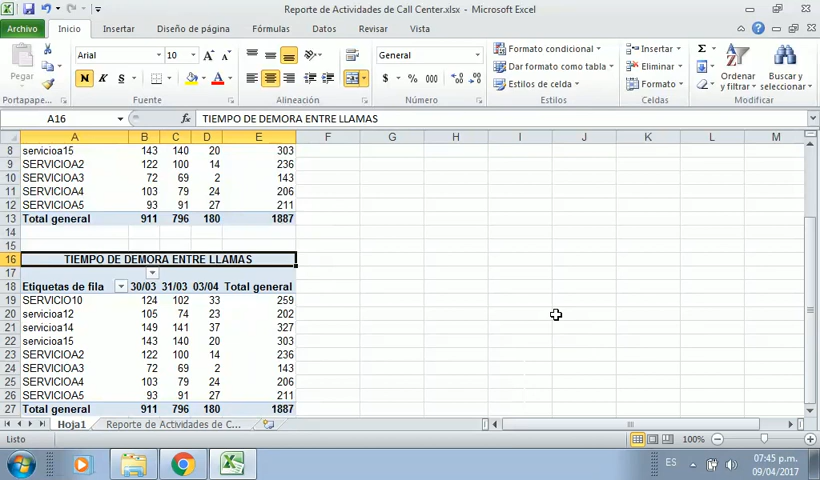 Reporte de Actividades de Call Center.xlsx - Microsoft Excel
Archivo Inicio Insertar Diseño de página Fórmulas Datos Revisar Vista
Pegar
Arial 10
General
Formato condicional
Dar formato como tabla
Estilos de celda
Insertar
Eliminar
Formato
Ordenar y filtrar
Buscar y seleccionar
N K S
$ % 000
Portapape... Fuente Alineación Número Estilos Celdas Modificar
A16 fx TIEMPO DE DEMORA ENTRE LLAMAS
A B C D E F G H I J K L M
8 servicioa15 143 140 20 303
9 SERVICIOA2 122 100 14 236
10 SERVICIOA3 72 69 2 143
11 SERVICIOA4 103 79 24 206
12 SERVICIOA5 93 91 27 211
13 Total general 911 796 180 1887
14
15
16 TIEMPO DE DEMORA ENTRE LLAMAS
17
18 Etiquetas de fila 30/03 31/03 03/04 Total general
19 SERVICIO10 124 102 33 259
20 servicioa12 105 74 23 202
21 servicioa14 149 141 37 327
22 servicioa15 143 140 20 303
23 SERVICIOA2 122 100 14 236
24 SERVICIOA3 72 69 2 143
25 SERVICIOA4 103 79 24 206
26 SERVICIOA5 93 91 27 211
27 Total general 911 796 180 1887
Hoja1 Reporte de Actividades de C...
Listo 100%
ES 07:45 p.m.
09/04/2017